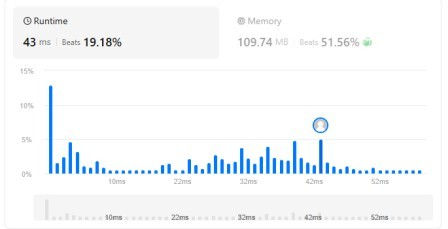 Runtime
Memory
43 ms | Beats 19.18%
109.74 MB Beats 51.56%
15%
10%
5%
0%
10ms 22ms 32ms 42ms 52ms
10ms 22ms 32ms 42ms 52ms